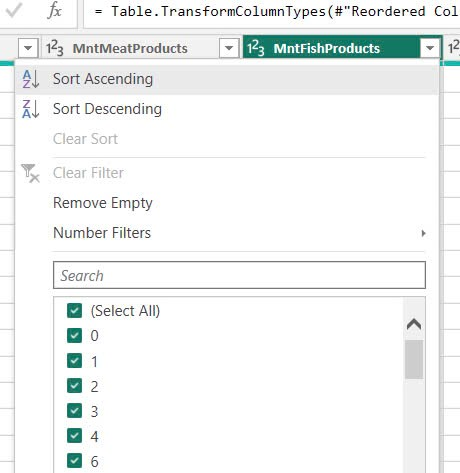 fx = Table.TransformColumnTypes(#"Reordered Col
1²3 MntMeatProducts 1²3 MntFishProducts 12
Sort Ascending
Sort Descending
Clear Sort
Clear Filter
Remove Empty
Number Filters
Search
(Select All)
0
1
2
3
4
6